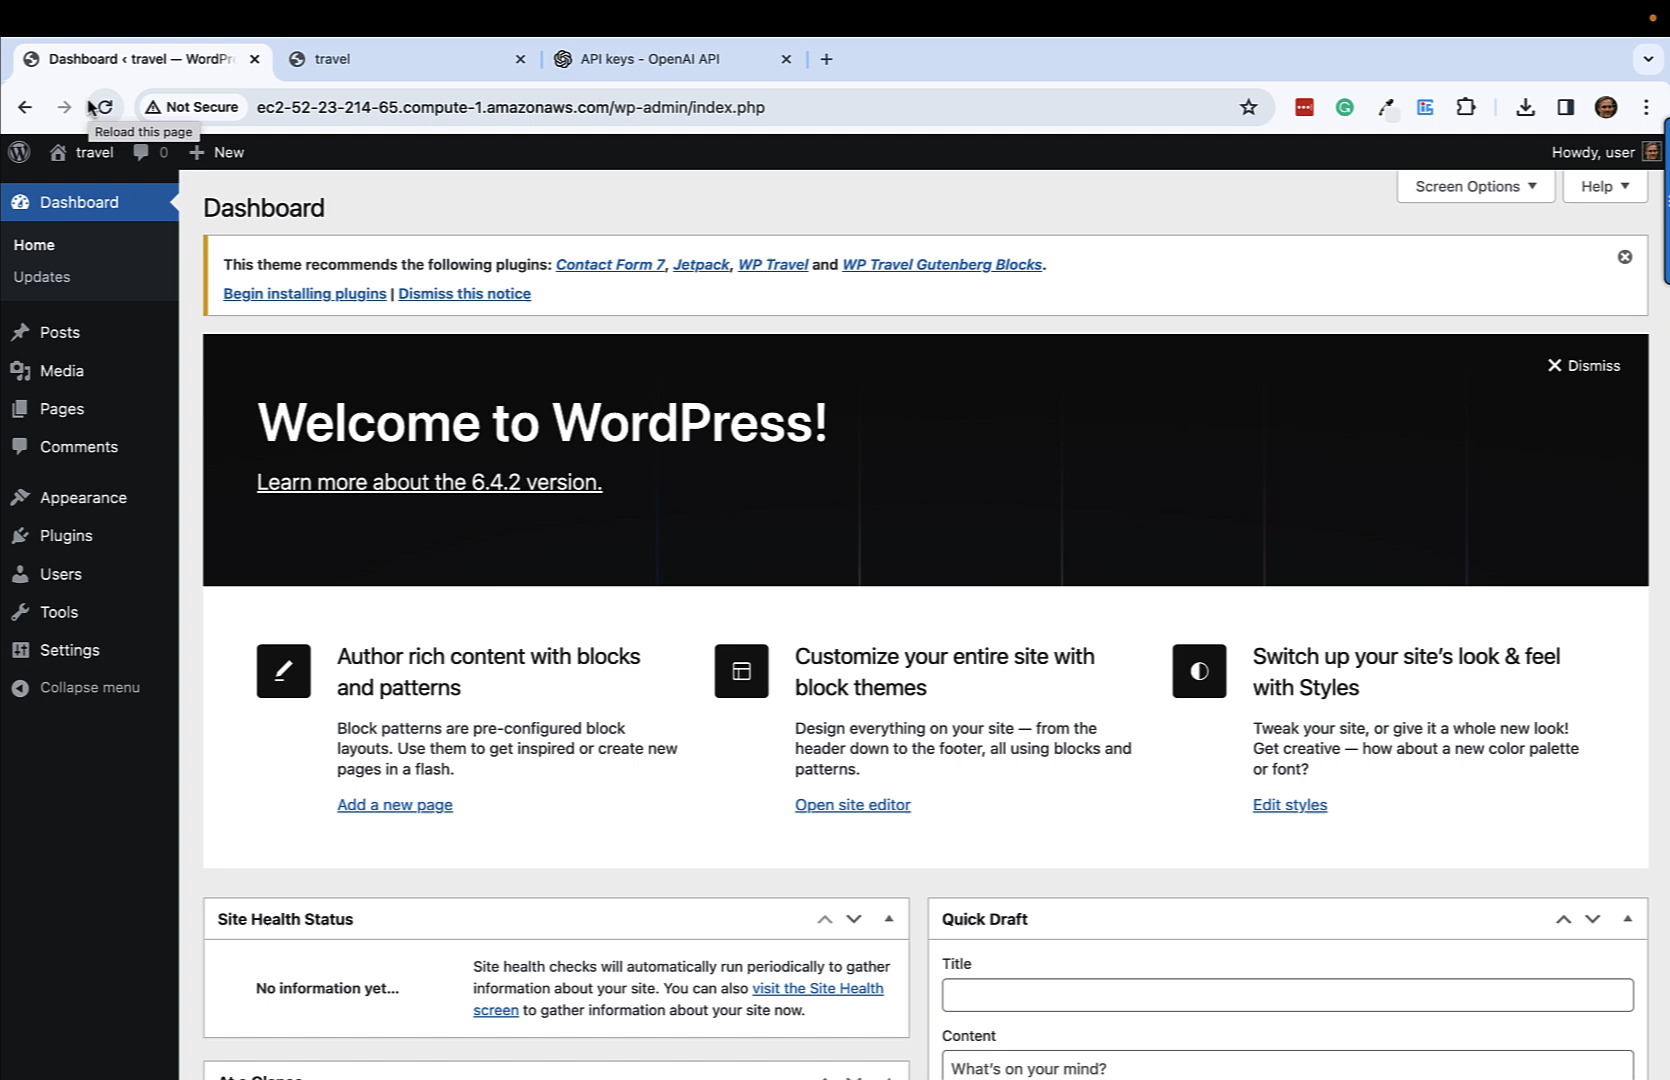 Dashboard ‹ travel — WordPr
travel
API keys - OpenAI API
Not Secure
ec2-52-23-214-65.compute-1.amazonaws.com/wp-admin/index.php
Reload this page
travel
0
New
Howdy, user
Dashboard
Home
Updates
Posts
Media
Pages
Comments
Appearance
Plugins
Users
Tools
Settings
Collapse menu
Screen Options
Help
Dashboard
This theme recommends the following plugins: Contact Form 7, Jetpack, WP Travel and WP Travel Gutenberg Blocks.
Begin installing plugins | Dismiss this notice
Dismiss
Welcome to WordPress!
Learn more about the 6.4.2 version.
Author rich content with blocks
and patterns
Block patterns are pre-configured block
layouts. Use them to get inspired or create new
pages in a flash.
Add a new page
Customize your entire site with
block themes
Design everything on your site — from the
header down to the footer, all using blocks and
patterns.
Open site editor
Switch up your site’s look & feel
with Styles
Tweak your site, or give it a whole new look!
Get creative — how about a new color palette
or font?
Edit styles
Site Health Status
No information yet...
Site health checks will automatically run periodically to gather
information about your site. You can also visit the Site Health
screen to gather information about your site now.
At a Glance
Quick Draft
Title
Content
What’s on your mind?